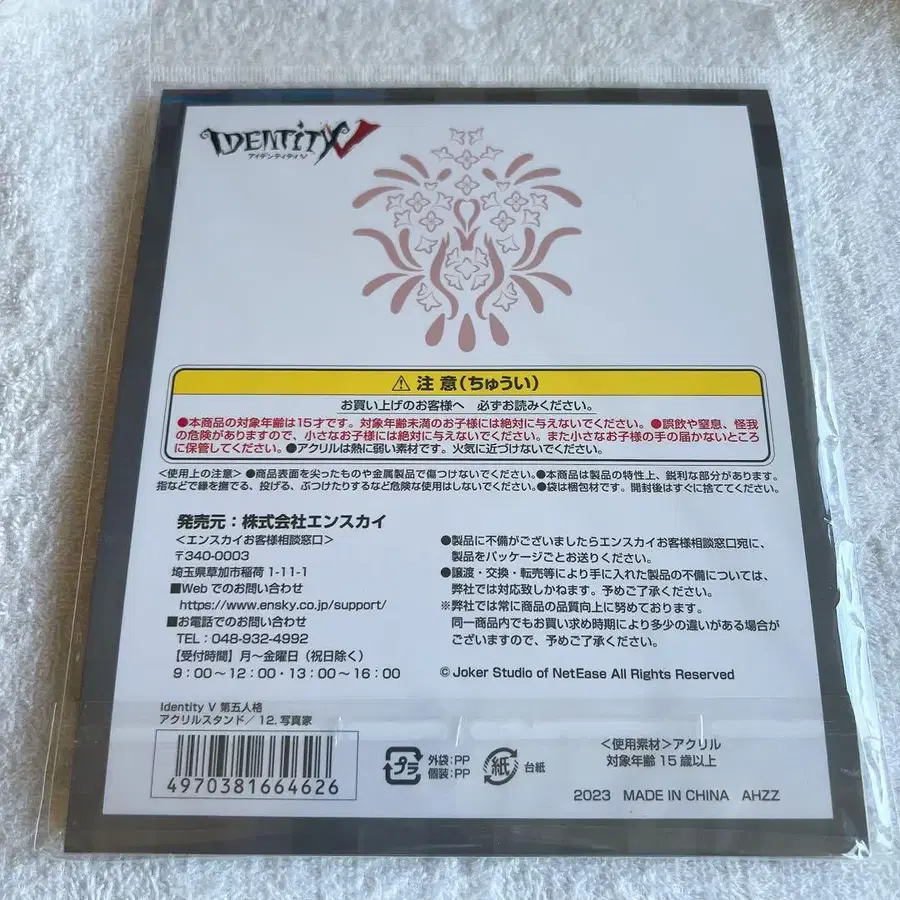 IDENTITY V
アイデンティティV
⚠ 注意(ちゅうい)
お買い上げのお客様へ 必ずお読みください。
●本商品の対象年齢は15才です。対象年齢未満のお子様には絶対に与えないでください。●誤飲や窒息、怪我
の危険がありますので、小さなお子様には絶対に与えないでください。また小さなお子様の手の届かないところ
に保管してください。●アクリルは熱に弱い素材です。火気に近づけないでください。
<使用上の注意>●商品表面を尖ったものや金属製品で傷つけないでください。●本商品は製品の特性上、鋭利な部分があります。
指などで縁を撫でる、投げる、ぶつけたりするなど危険な使用はしないでください。●袋は梱包材です。開封後はすぐに捨ててください。
発売元:株式会社エンスカイ
<エンスカイお客様相談窓口>
〒340-0003
埼玉県草加市稲荷 1-11-1
■Web でのお問い合わせ
https://www.ensky.co.jp/support/
■お電話でのお問い合わせ
TEL:048-932-4992
【受付時間】月~金曜日(祝日除く)
9:00~12:00・13:00~16:00
●製品に不備がございましたらエンスカイお客様相談窓口宛に、
製品をパッケージごとお送りください。
●譲渡・交換・転売等により手に入れた製品の不備については、
弊社では対応致しかねます。予めご了承ください。
※弊社では常に商品の品質向上に努めております。
同一商品内でもお買い求め時期により多少の違いがある場合が
ございますので、予めご了承ください。
© Joker Studio of NetEase All Rights Reserved
Identity V 第五人格
アクリルスタンド/12.写真家
4970381664626
プラ
外袋:PP
個装:PP
紙
台紙
<使用素材>アクリル
対象年齢 15 歳以上
2023 MADE IN CHINA AHZZ